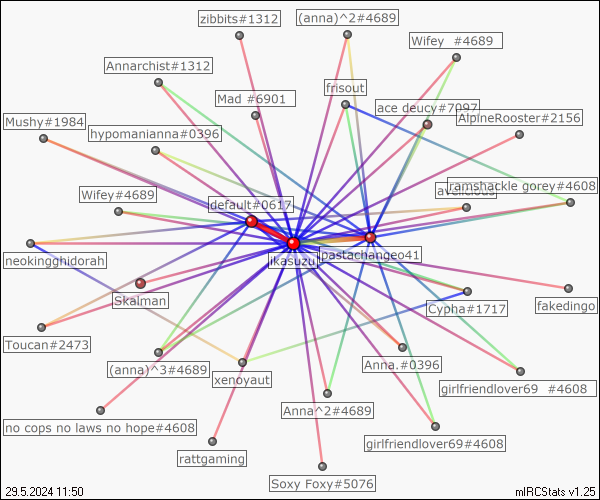 zibbits#1312
(anna)^2#4689
Wifey  #4689
Annarchist#1312
frisout
Mad #6901
ace deucy#7097
AlpineRooster#2156
Mushy#1984
hypomanianna#0396
Wifey#4689
ramshackle gorey#4608
default#0617
neokingghidorah
ikasuzu
pastachangeo41
Skalman
Cypha#1717
fakedingo
Toucan#2473
(anna)^3#4689
xenoyaut
Anna.#0396
girlfriendlover69  #4608
Anna^2#4689
no cops no laws no hope#4608
girlfriendlover69#4608
rattgaming
Soxy Foxy#5076
29.5.2024 11:50
mIRCStats v1.25